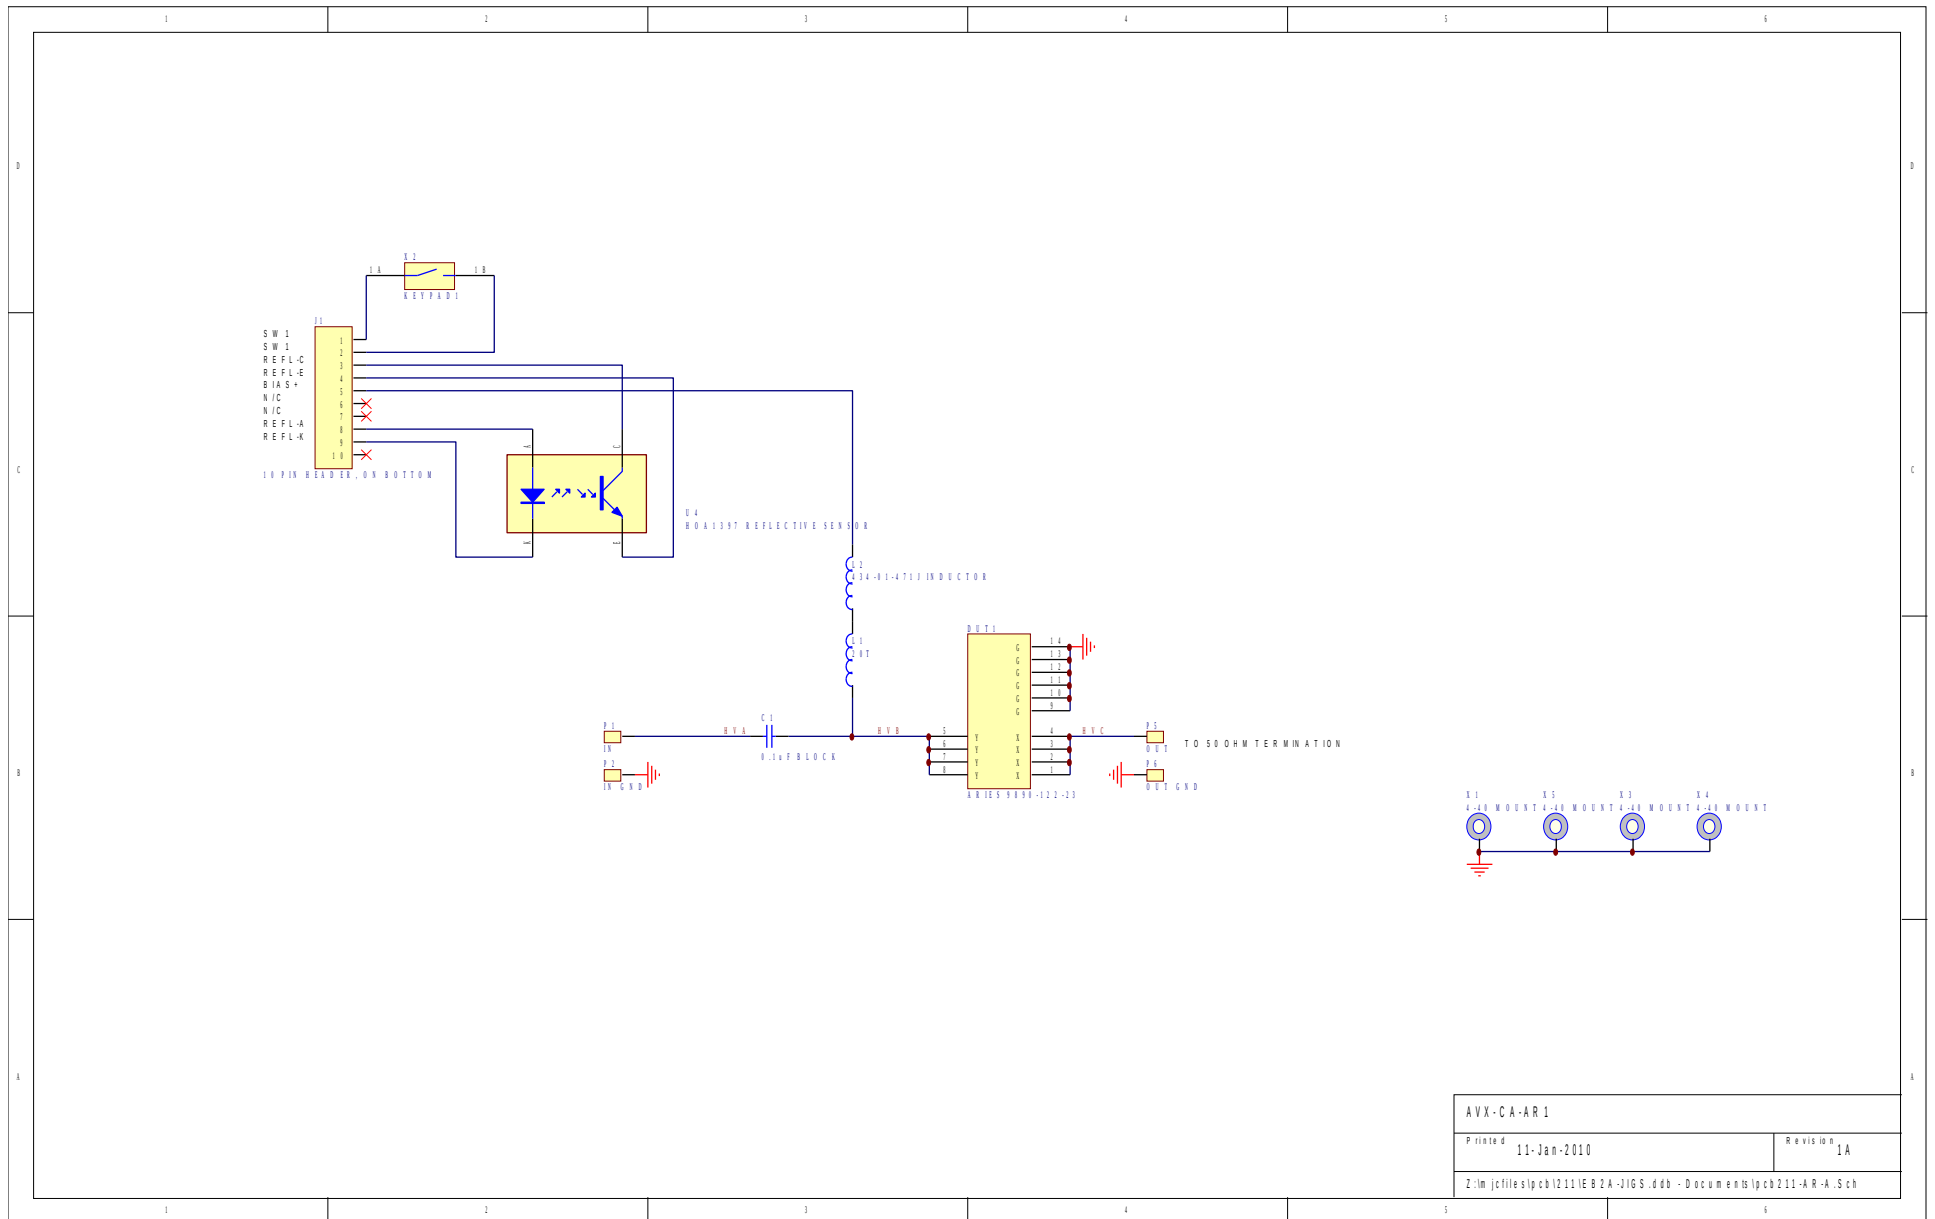 1 2 3 4 5 6
D D
X2
1A 1B
KEYPAD1
J1
SW1 1
SW1 2
REFL-C 3
REFL-E 4
BIAS+ 5
N/C 6
N/C 7
REFL-A 8
REFL-K 9
10
10 PIN HEADER, ON BOTTOM
A C
K E
U4
HOA1397 REFLECTIVE SENSOR
C C
L2
434-01-471J INDUCTOR
L1
20T
DUT1
G 14
G 13
G 12
G 11
G 10
G 9
P1
IN
HVA
C1
0.1uF BLOCK
HVB
5 Y X 4
6 Y X 3
7 Y X 2
8 Y X 1
HVC
P5
OUT
TO 50 OHM TERMINATION
P2
IN GND
P6
OUT GND
ARIES 9890-122-23
B B
X1 X5 X3 X4
4-40 MOUNT 4-40 MOUNT 4-40 MOUNT 4-40 MOUNT
A A
AVX-CA-AR1
Printed 11-Jan-2010 Revision 1A
Z:\mjcfiles\pcb\211\EB2A-JIGS.ddb - Documents\pcb211-AR-A.Sch
1 2 3 4 5 6